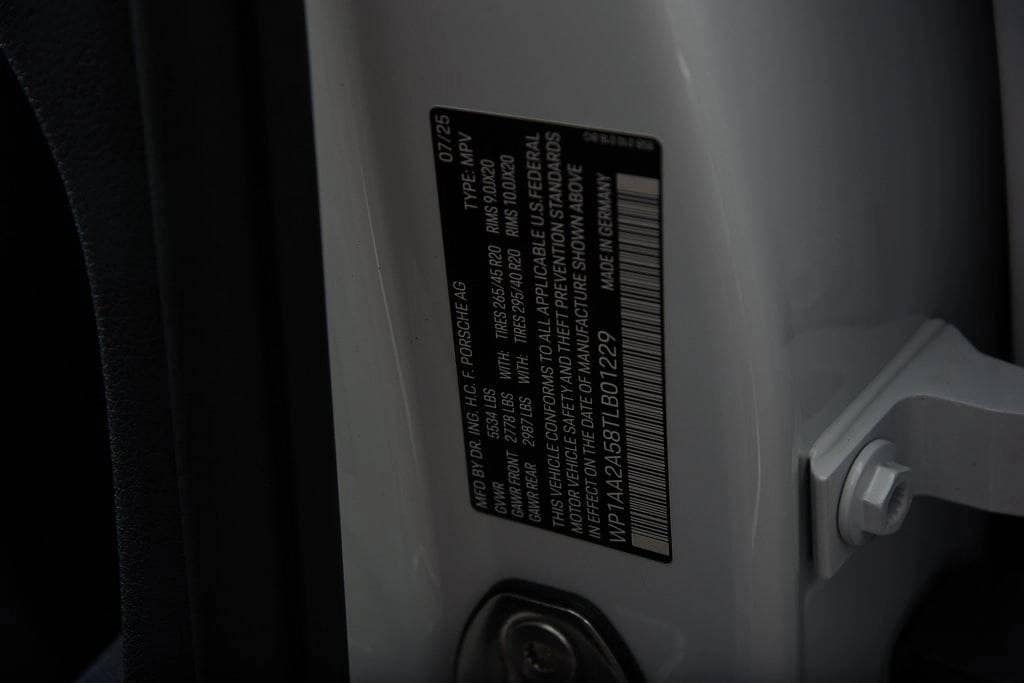 MFD BY DR. ING. H.C. F. PORSCHE AG 07/25
GVWR 5534 LBS TYPE: MPV
GAWR FRONT 2778 LBS WITH: TIRES 265/45 R20 RIMS 9.0JX20
GAWR REAR 2987 LBS WITH: TIRES 295/40 R20 RIMS 10.0JX20
THIS VEHICLE CONFORMS TO ALL APPLICABLE U.S. FEDERAL
MOTOR VEHICLE SAFETY AND THEFT PREVENTION STANDARDS
IN EFFECT ON THE DATE OF MANUFACTURE SHOWN ABOVE
WP1AA2A58TLB01229 MADE IN GERMANY